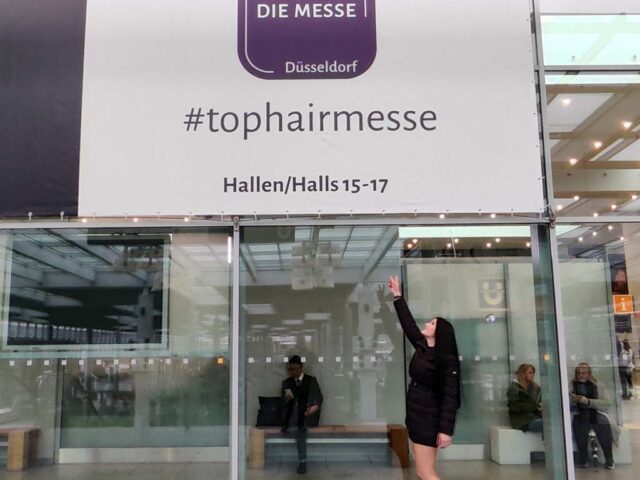 DIE MESSE
Düsseldorf
#tophairmesse
Hallen/Halls 15-17